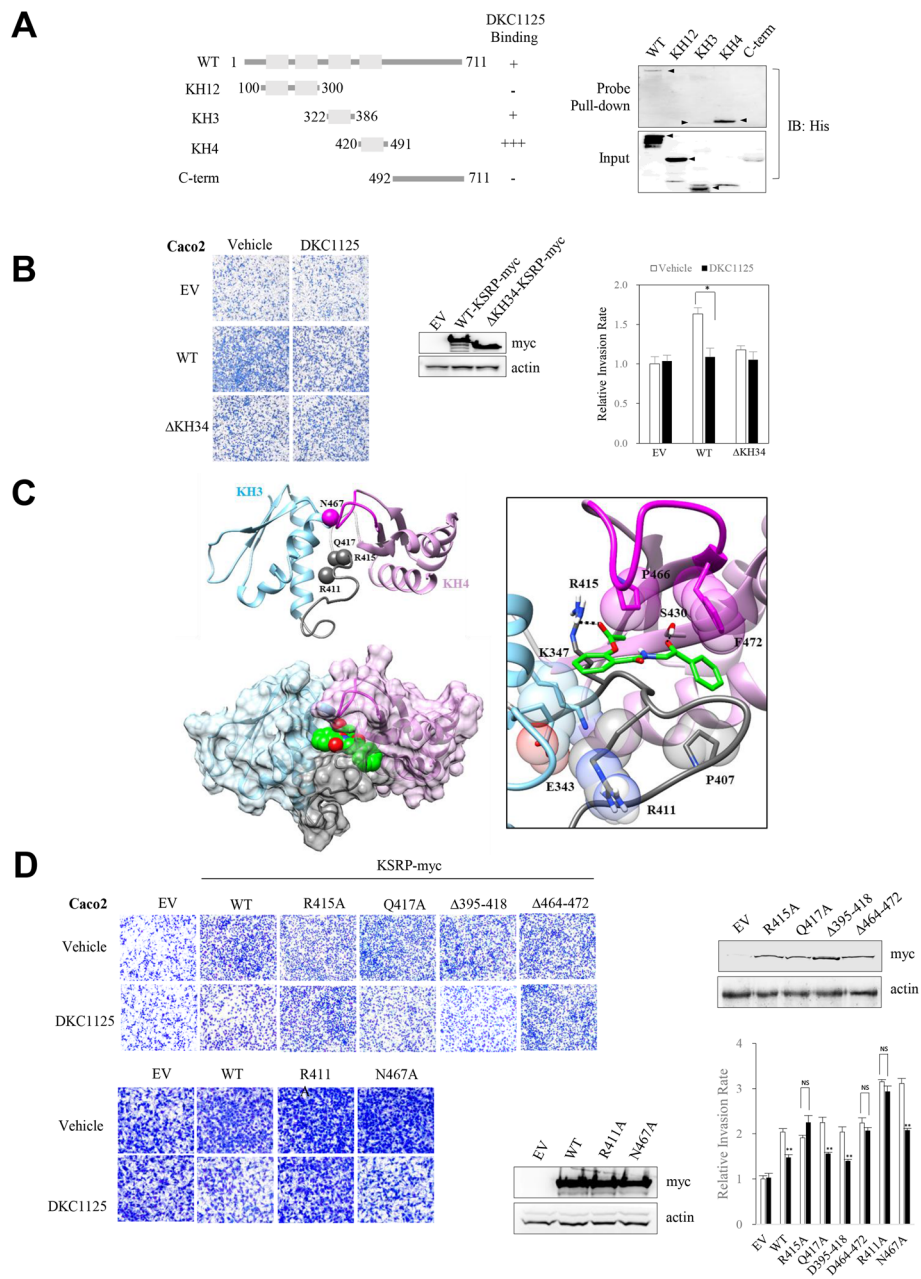 A
DKC1125
Binding
WT 1 711 +
KH12 100 300 -
KH3 322 386 +
KH4 420 491 +++
C-term 492 711 -
WT KH12 KH3 KH4 C-term
Probe
Pull-down
Input
IB: His
B
Caco2 Vehicle DKC1125
EV
WT
ΔKH34
EV WT-KSRP-myc ΔKH34-KSRP-myc
myc
actin
Vehicle DKC1125
Relative Invasion Rate
2.0
1.5
1.0
0.5
0.0
*
EV WT ΔKH34
C
KH3
N467
Q417
R415
R411
KH4
R415
P466
S430
F472
K347
E343
R411
P407
D
KSRP-myc
Caco2 EV WT R415A Q417A Δ395-418 Δ464-472
Vehicle
DKC1125
EV R415A Q417A Δ395-418 Δ464-472
myc
actin
EV WT R411
A
N467A
Vehicle
DKC1125
EV WT R411A N467A
myc
actin
Relative Invasion Rate
4
3
2
1
0
** NS ** ** NS NS **
EV WT R415A Q417A D395-418 D464-472 R411A N467A